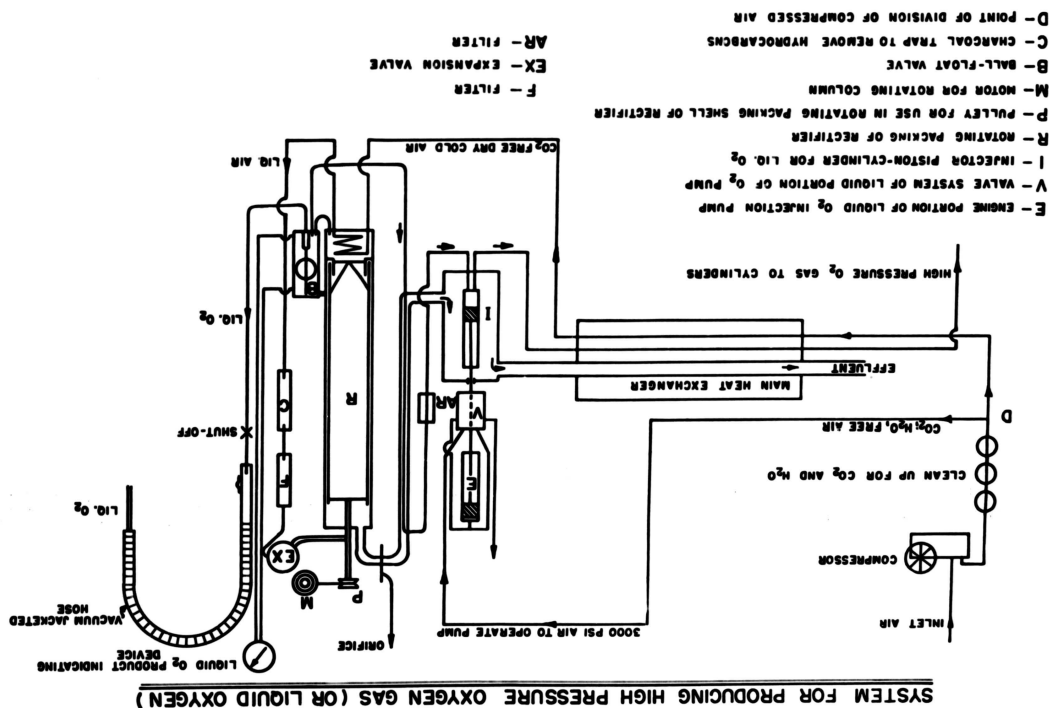 SYSTEM FOR PRODUCING HIGH PRESSURE OXYGEN GAS (OR LIQUID OXYGEN)
INLET AIR
COMPRESSOR
CLEAN UP FOR CO2 AND H2O
CO2; H2O, FREE AIR
D
3000 PSI AIR TO OPERATE PUMP
MAIN HEAT EXCHANGER
EFFLUENT
HIGH PRESSURE O2 GAS TO CYLINDERS
E
V
I
AR
ORIFICE
P
M
R
EX
F
C
B
LIQUID O2 PRODUCT INDICATING
DEVICE
VACUUM JACKETED
HOSE
LIQ. O2
SHUT-OFF
LIQ. O2
LIQ. AIR
CO2 FREE DRY COLD AIR
E – ENGINE PORTION OF LIQUID O2 INJECTION PUMP
V – VALVE SYSTEM OF LIQUID PORTION OF O2 PUMP
I – INJECTOR PISTON-CYLINDER FOR LIQ. O2
R – ROTATING PACKING OF RECTIFIER
P – PULLEY FOR USE IN ROTATING PACKING SHELL OF RECTIFIER
M – MOTOR FOR ROTATING COLUMN
B – BALL-FLOAT VALVE
C – CHARCOAL TRAP TO REMOVE HYDROCARBONS
D – POINT OF DIVISION OF COMPRESSED AIR
F – FILTER
EX – EXPANSION VALVE
AR – FILTER